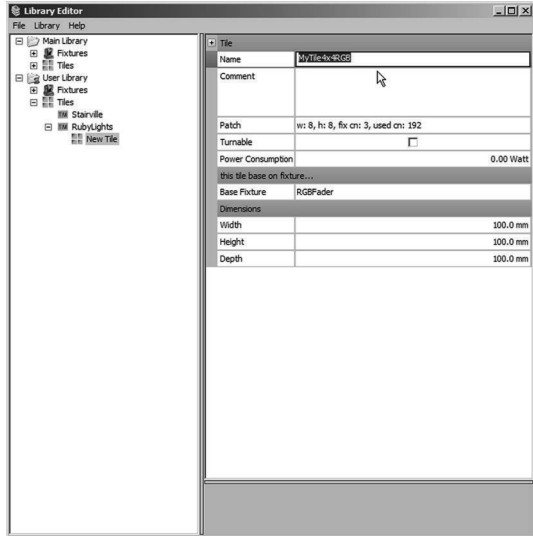 Library Editor
File Library Help
Main Library
Fixtures
Tiles
User Library
Fixtures
Tiles
TM Stairville
TM RubyLights
New Tile
Tile
Name MyTile4x4RGB
Comment
Patch w: 8, h: 8, fix cn: 3, used cn: 192
Turnable
Power Consumption 0.00 Watt
this tile base on fixture...
Base Fixture RGBFader
Dimensions
Width 100.0 mm
Height 100.0 mm
Depth 100.0 mm